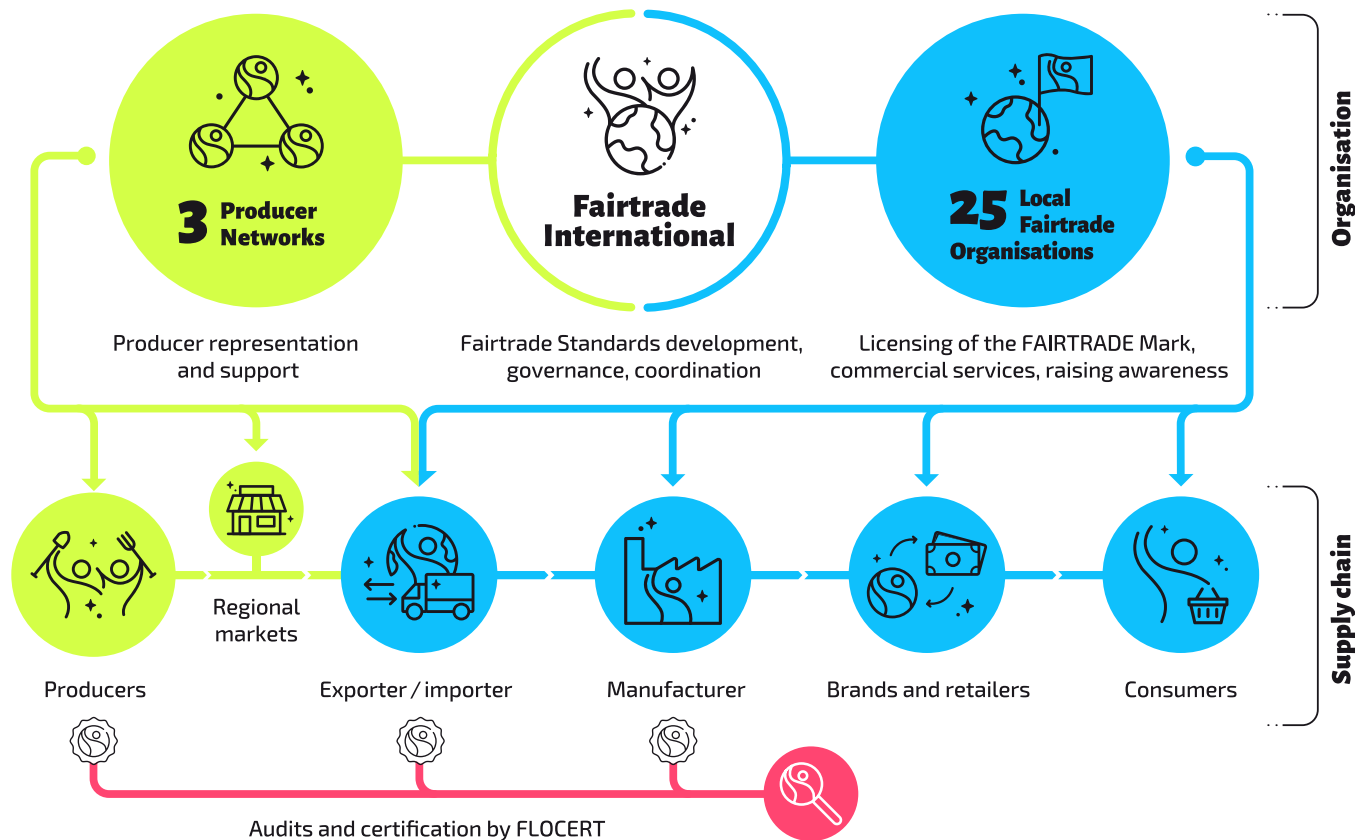 3 Producer
Networks
Fairtrade
International
25 Local
Fairtrade
Organisations
Organisation
Producer representation
and support
Fairtrade Standards development,
governance, coordination
Licensing of the FAIRTRADE Mark,
commercial services, raising awareness
Regional
markets
Supply chain
Producers
Exporter / importer
Manufacturer
Brands and retailers
Consumers
Audits and certification by FLOCERT